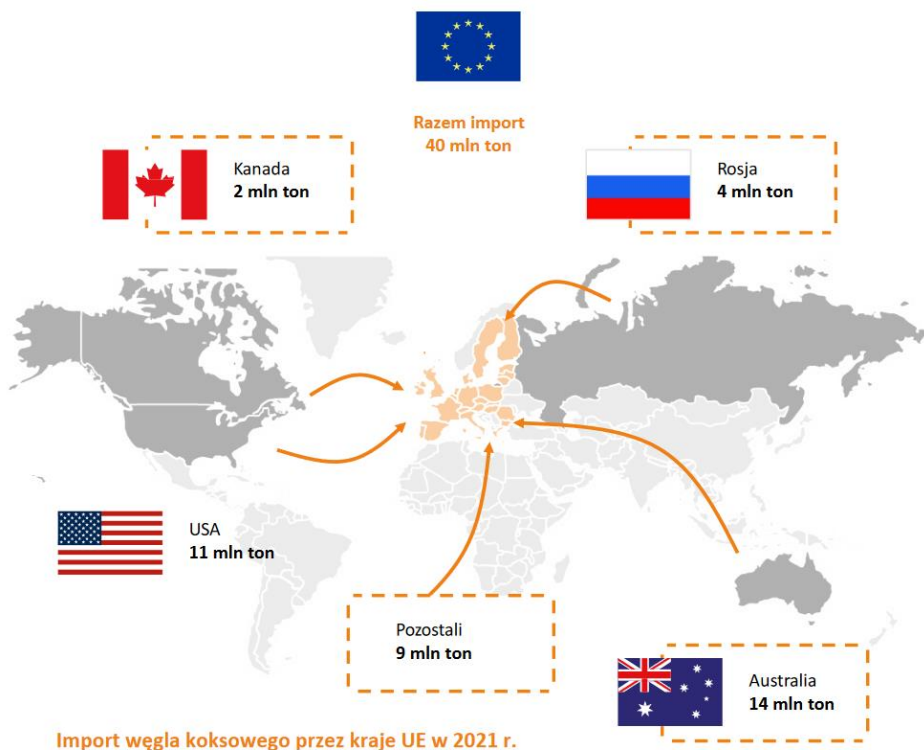 Razem import
40 mln ton
Kanada
2 mln ton
Rosja
4 mln ton
USA
11 mln ton
Pozostali
9 mln ton
Australia
14 mln ton
Import węgla koksowego przez kraje UE w 2021 r.